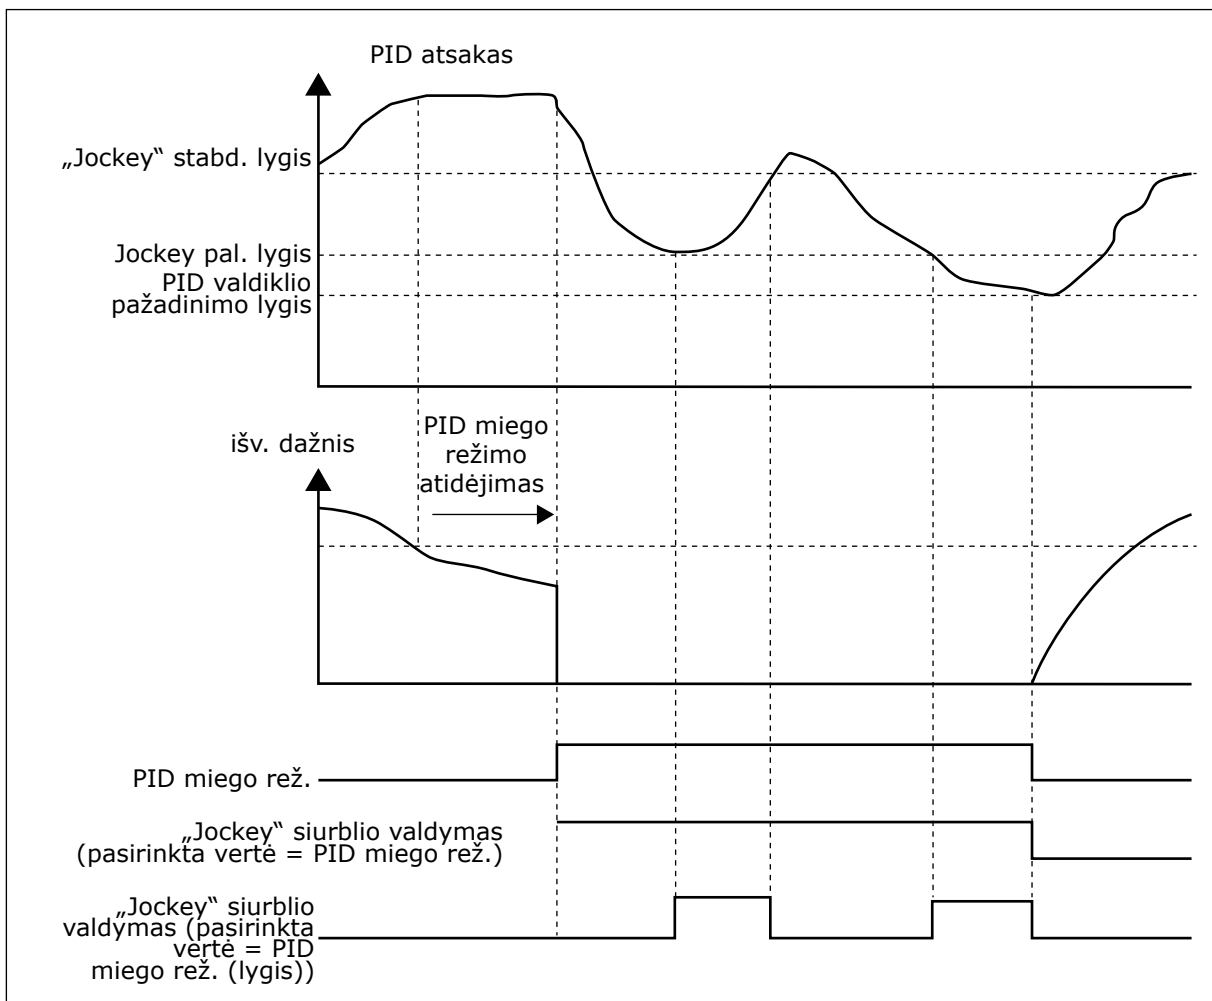 PID atsakas
„Jockey“ stabd. lygis
Jockey pal. lygis
PID valdiklio
pažadinimo lygis
išv. dažnis
PID miego
režimo
atidėjimas
PID miego rež.
„Jockey“ siurblio valdymas
(pasirinkta vertė = PID miego rež.)
„Jockey“ siurblio
valdymas (pasirinkta
vertė = PID
miego rež. (lygis))